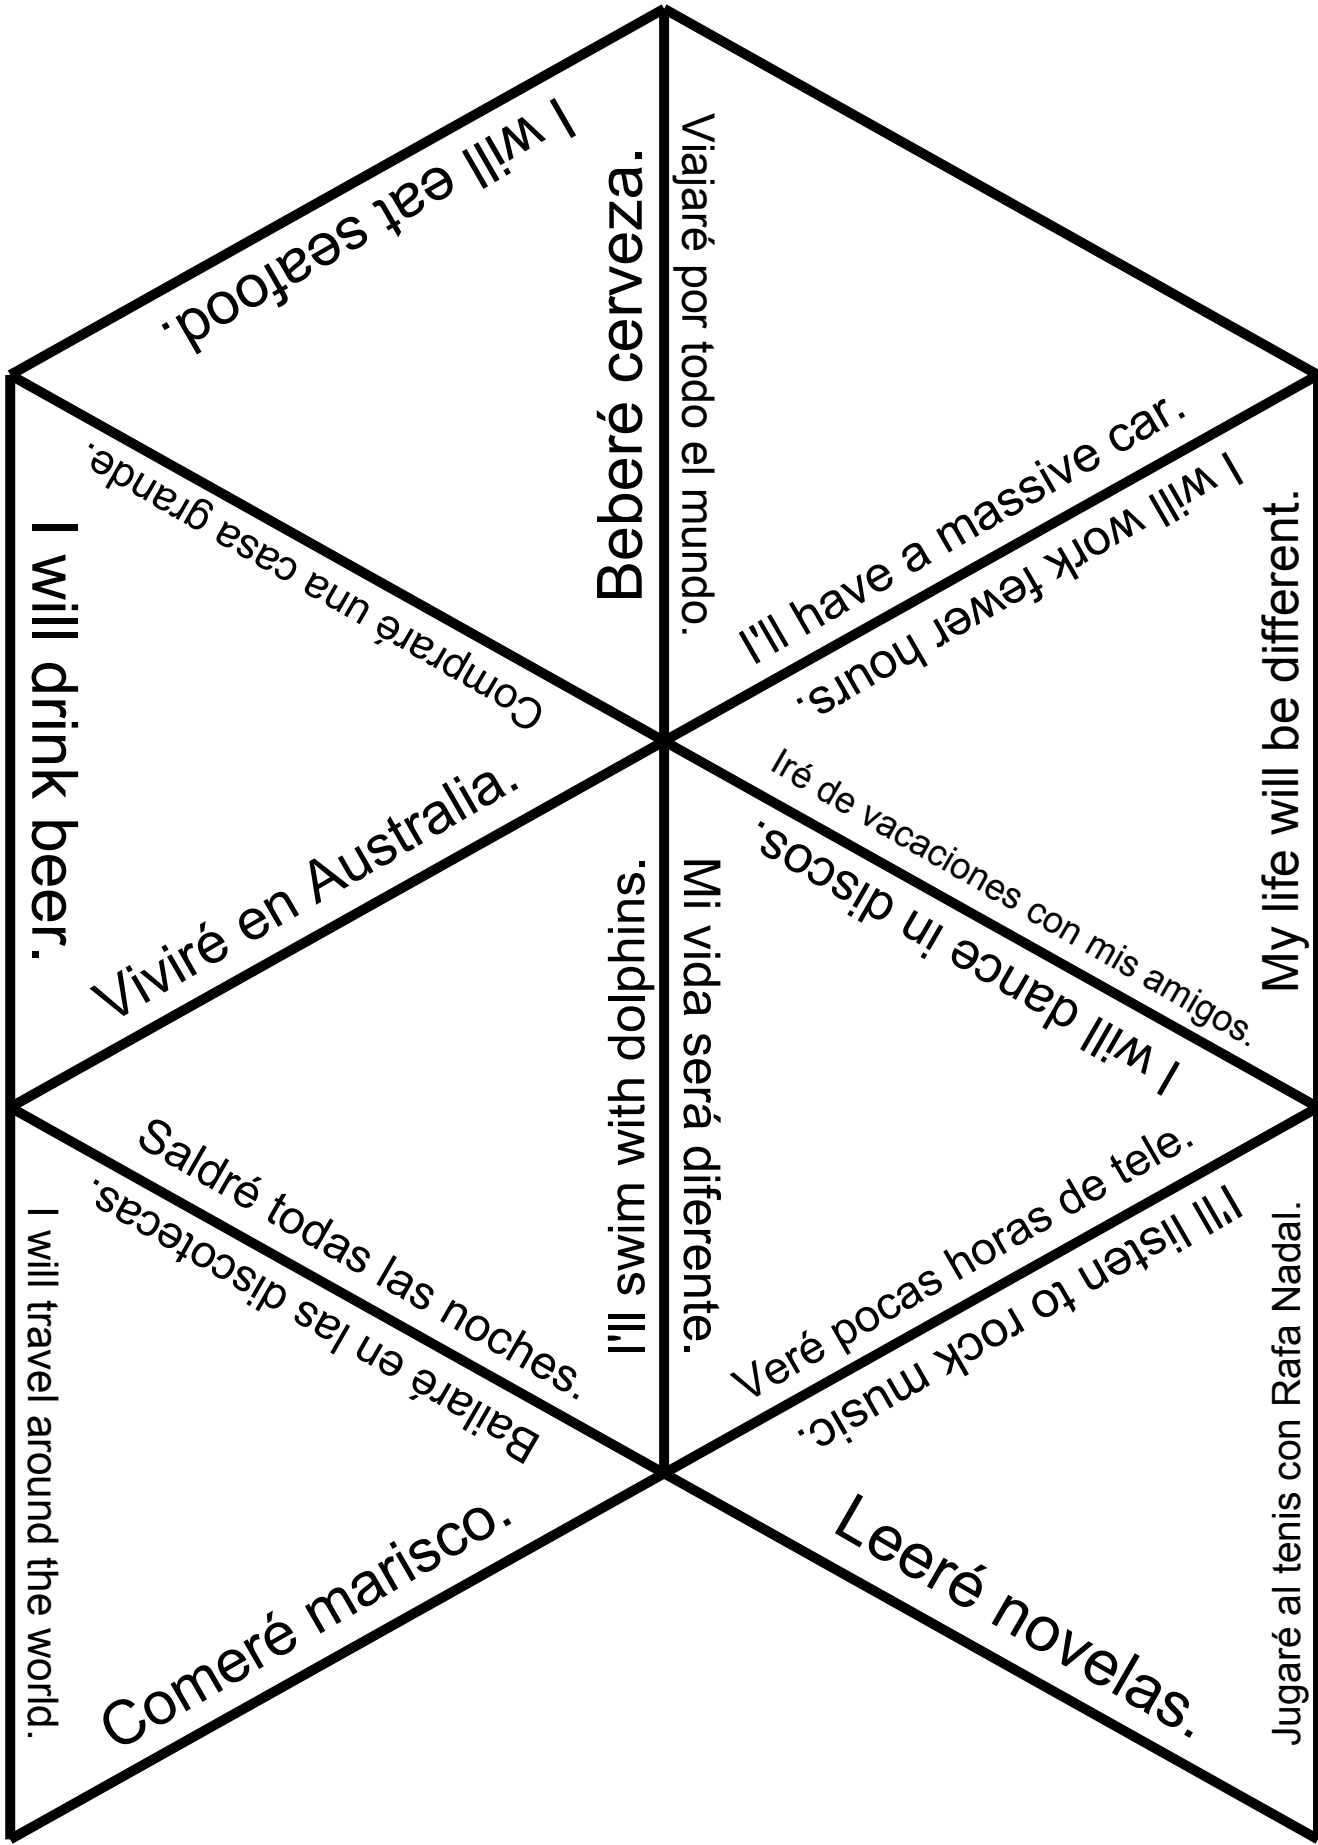 I will eat seafood.
Beberé cerveza.
Viajaré por todo el mundo.
I'll have a massive car.
Compraré una casa grande.
I will drink beer.
Viviré en Australia.
I will work fewer hours.
My life will be different.
Iré de vacaciones con mis amigos.
I will dance in discos.
Mi vida será diferente.
I'll swim with dolphins.
Saldré todas las noches.
Veré pocas horas de tele.
Bailaré en las discotecas.
I will travel around the world.
Comeré marisco.
I'll listen to rock music.
Jugaré al tenis con Rafa Nadal.
Leeré novelas.